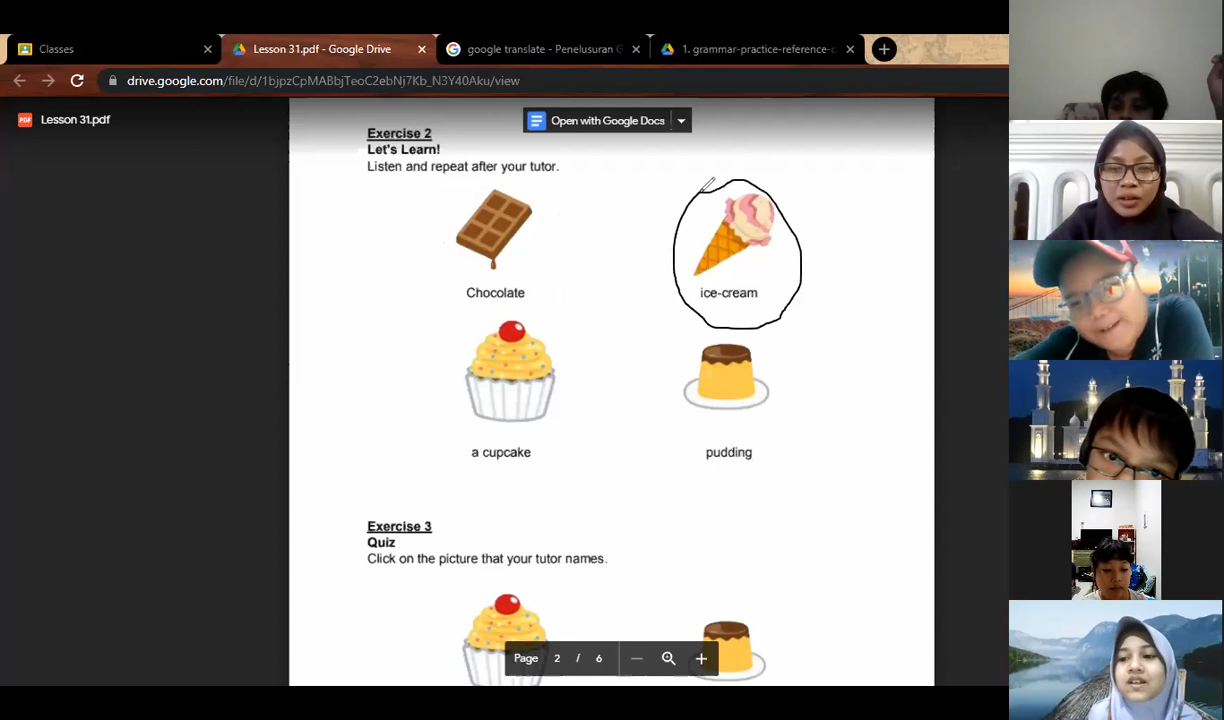 Classes
Lesson 31.pdf - Google Drive
google translate - Penelusuran G
1. grammar-practice-reference-c
drive.google.com/file/d/1bjpzCpMABbjTeoC2ebNj7Kb_N3Y40Aku/view
PDF Lesson 31.pdf
Open with Google Docs
Exercise 2
Let's Learn!
Listen and repeat after your tutor.
Chocolate ice-cream
a cupcake pudding
Exercise 3
Quiz
Click on the picture that your tutor names.
Page 2 / 6